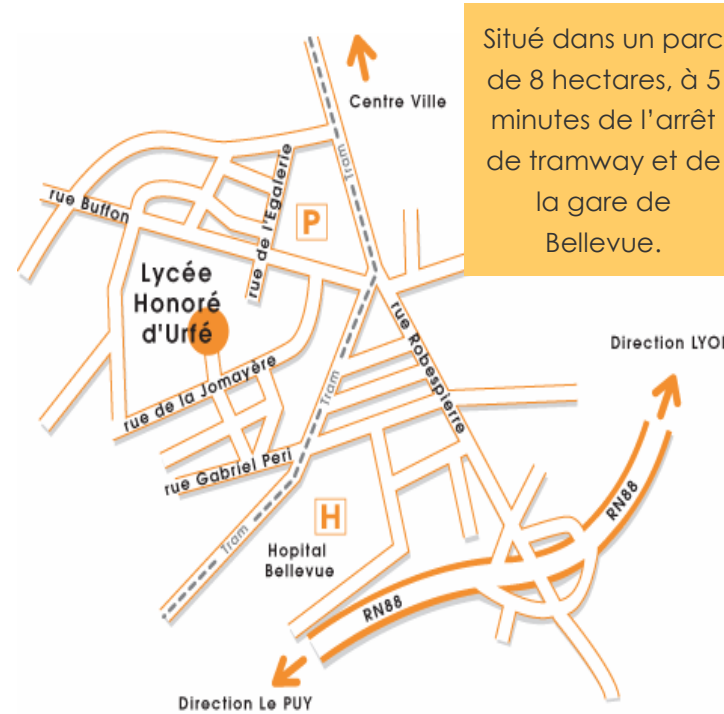 Situé dans un parc
de 8 hectares, à 5
minutes de l'arrêt
de tramway et de
la gare de
Bellevue.
Centre Ville
Tram
rue Buffon
rue de l'Egalerie
P
Lycée
Honoré
d'Urfé
rue Robespierre
Direction LYON
rue de la Jomayère
Tram
rue Gabriel Peri
RN88
H
Tram
Hopital
Bellevue
RN88
Direction Le PUY